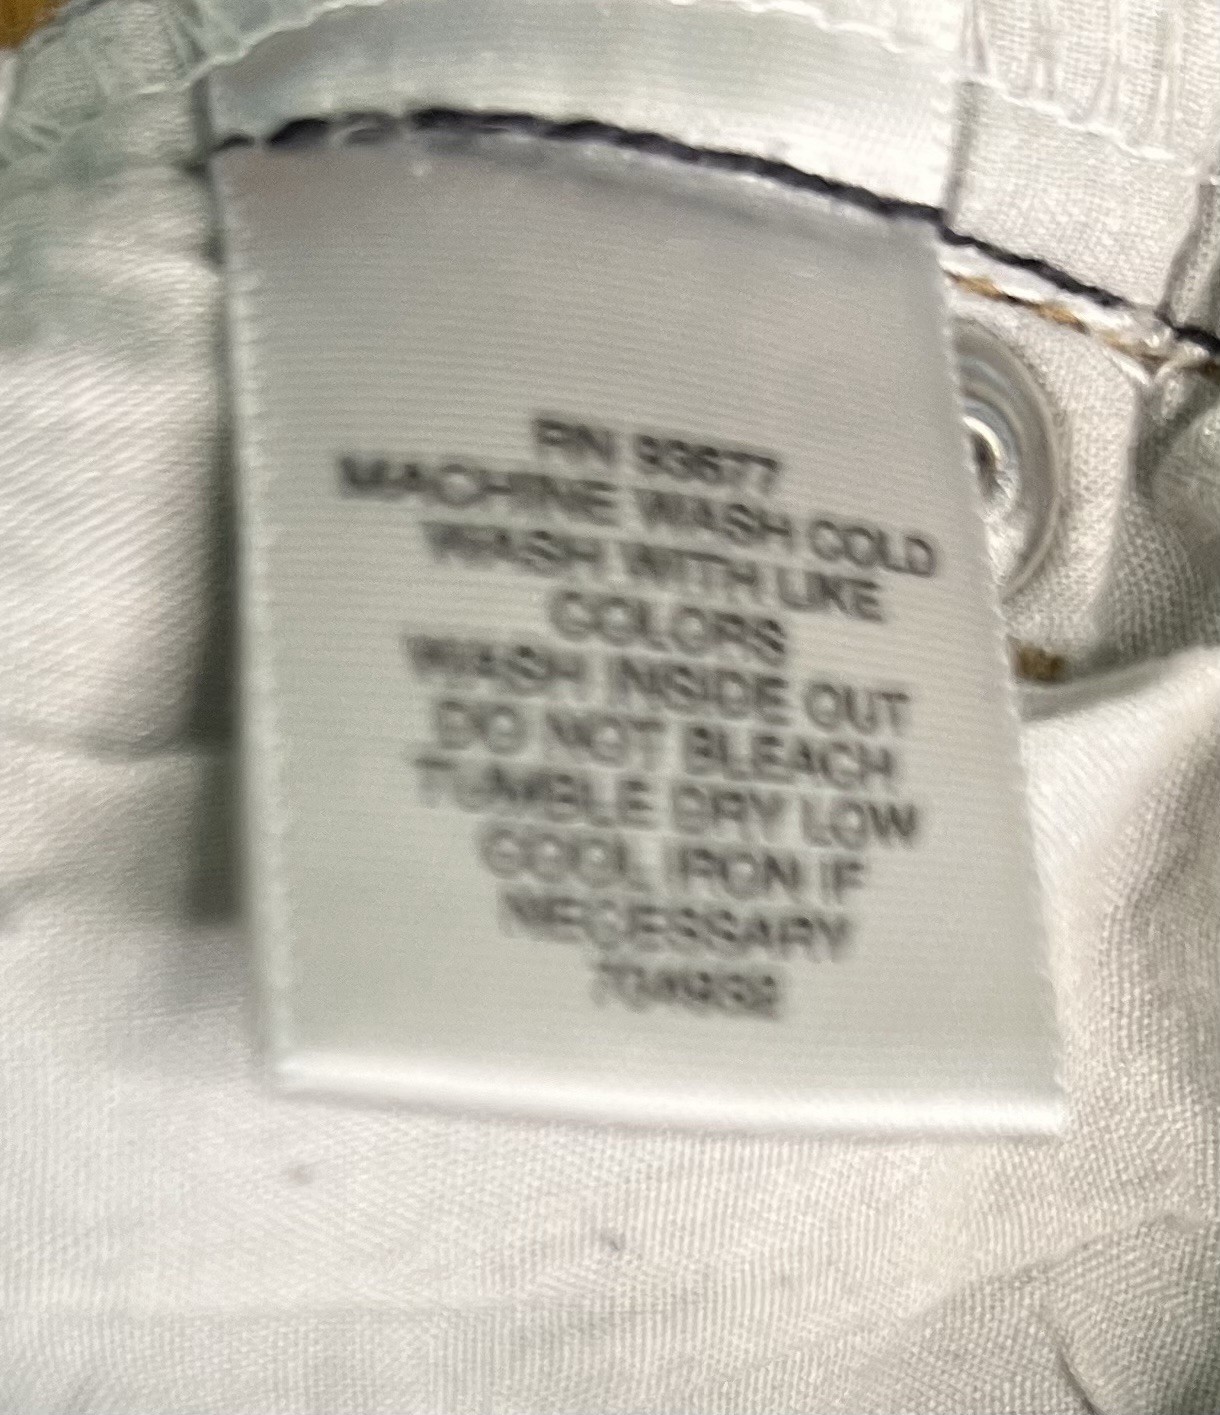 RN 93677
MACHINE WASH COLD
WASH WITH LIKE
COLORS
WASH INSIDE OUT
DO NOT BLEACH
TUMBLE DRY LOW
COOL IRON IF
NECESSARY